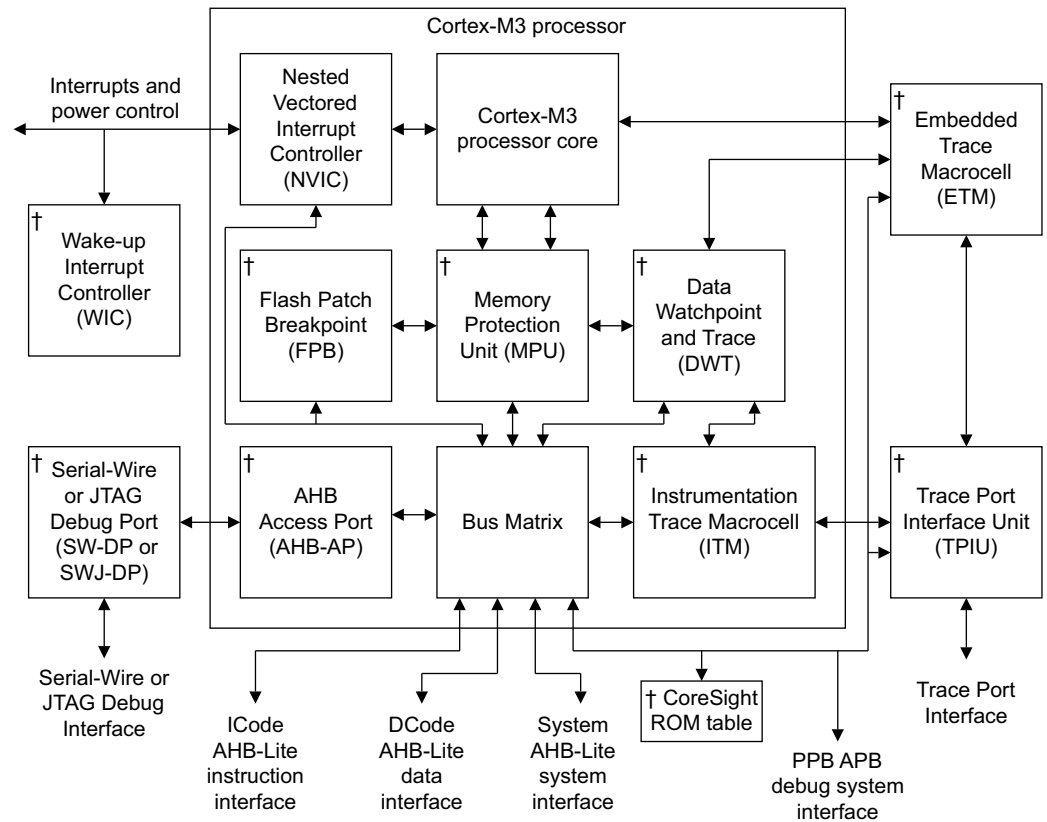 Cortex-M3 processor
Interrupts and
power control
†
Wake-up
Interrupt
Controller
(WIC)
Nested
Vectored
Interrupt
Controller
(NVIC)
Cortex-M3
processor core
†
Embedded
Trace
Macrocell
(ETM)
†
Flash Patch
Breakpoint
(FPB)
†
Memory
Protection
Unit (MPU)
†
Data
Watchpoint
and Trace
(DWT)
†
Serial-Wire
or JTAG
Debug Port
(SW-DP or
SWJ-DP)
†
AHB
Access Port
(AHB-AP)
Bus Matrix
†
Instrumentation
Trace Macrocell
(ITM)
†
Trace Port
Interface Unit
(TPIU)
Serial-Wire or
JTAG Debug
Interface
ICode
AHB-Lite
instruction
interface
DCode
AHB-Lite
data
interface
System
AHB-Lite
system
interface
† CoreSight
ROM table
PPB APB
debug system
interface
Trace Port
Interface